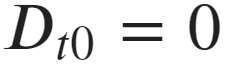 D_{t0} = 0